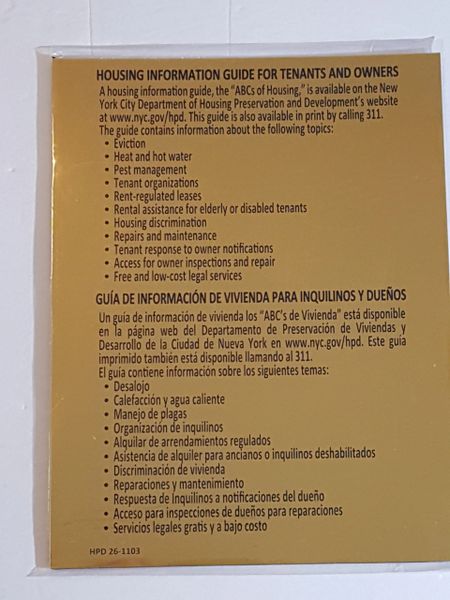 HOUSING INFORMATION GUIDE FOR TENANTS AND OWNERS
A housing information guide, the “ABCs of Housing,” is available on the New
York City Department of Housing Preservation and Development’s website
at www.nyc.gov/hpd. This guide is also available in print by calling 311.
The guide contains information about the following topics:
• Eviction
• Heat and hot water
• Pest management
• Tenant organizations
• Rent-regulated leases
• Rental assistance for elderly or disabled tenants
• Housing discrimination
• Repairs and maintenance
• Tenant response to owner notifications
• Access for owner inspections and repair
• Free and low-cost legal services
GUÍA DE INFORMACIÓN DE VIVIENDA PARA INQUILINOS Y DUEÑOS
Un guía de información de vivienda los “ABC’s de Vivienda” está disponible
en la página web del Departamento de Preservación de Viviendas y
Desarrollo de la Ciudad de Nueva York en www.nyc.gov/hpd. Este guía
imprimido también está disponible llamando al 311.
El guía contiene información sobre los siguientes temas:
• Desalojo
• Calefacción y agua caliente
• Manejo de plagas
• Organización de inquilinos
• Alquilar de arrendamientos regulados
• Asistencia de alquiler para ancianos o inquilinos deshabilitados
• Discriminación de vivienda
• Reparaciones y mantenimiento
• Respuesta de Inquilinos a notificaciones del dueño
• Acceso para inspecciones de dueños para reparaciones
• Servicios legales gratis y a bajo costo
HPD 26-1103